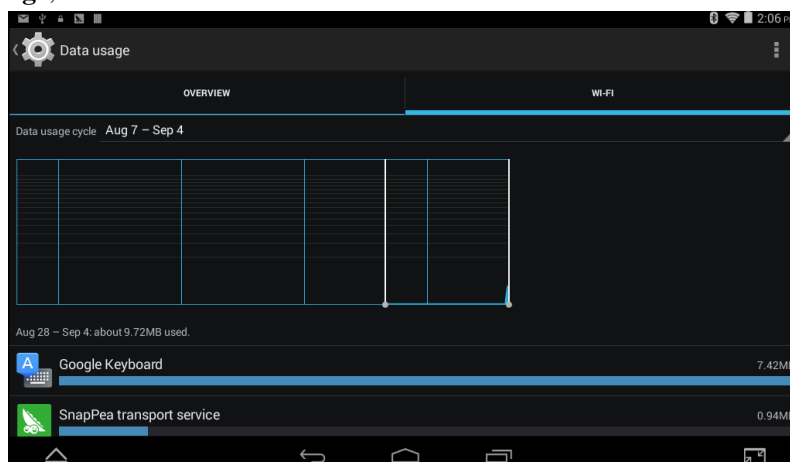 2:06 P
Data usage
OVERVIEW
WI-FI
Data usage cycle Aug 7 – Sep 4
Aug 28 – Sep 4: about 9.72MB used.
A
Google Keyboard
7.42M
SnapPea transport service
0.94M